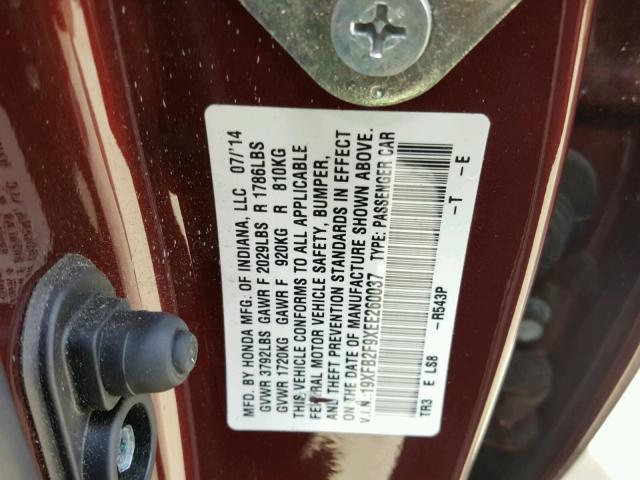 MFD. BY HONDA MFG. OF INDIANA, LLC 07/'14
GVWR 3792LBS GAWR F 2029LBS R 1786LBS
GVWR 1720KG GAWR F 920KG R 810KG
THIS VEHICLE CONFORMS TO ALL APPLICABLE
FEDERAL MOTOR VEHICLE SAFETY, BUMPER,
AND THEFT PREVENTION STANDARDS IN EFFECT
ON THE DATE OF MANUFACTURE SHOWN ABOVE.
V.I.N.:19XFB2F9XEE260037 TYPE: PASSENGER CAR
TR3 E LS8 -R543P -T -E